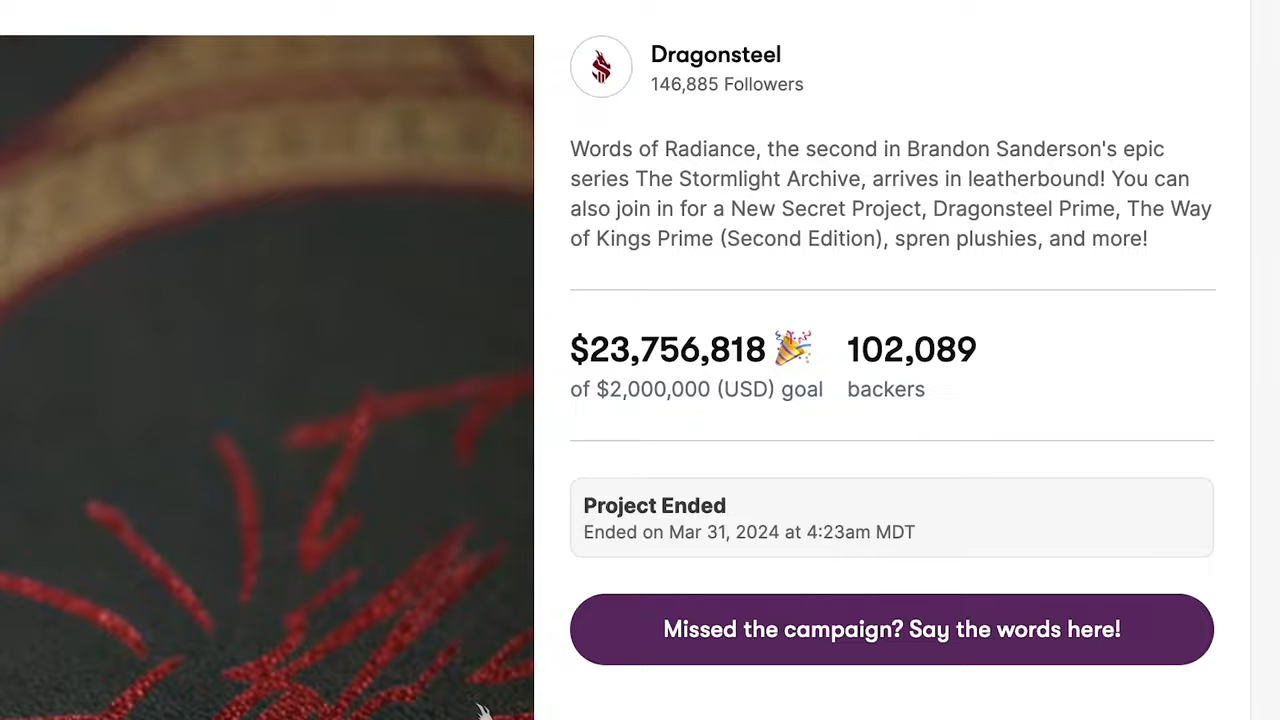 Dragonsteel
146,885 Followers
Words of Radiance, the second in Brandon Sanderson's epic
series The Stormlight Archive, arrives in leatherbound! You can
also join in for a New Secret Project, Dragonsteel Prime, The Way
of Kings Prime (Second Edition), spren plushies, and more!
$23,756,818 🎉 102,089
of $2,000,000 (USD) goal backers
Project Ended
Ended on Mar 31, 2024 at 4:23am MDT
Missed the campaign? Say the words here!